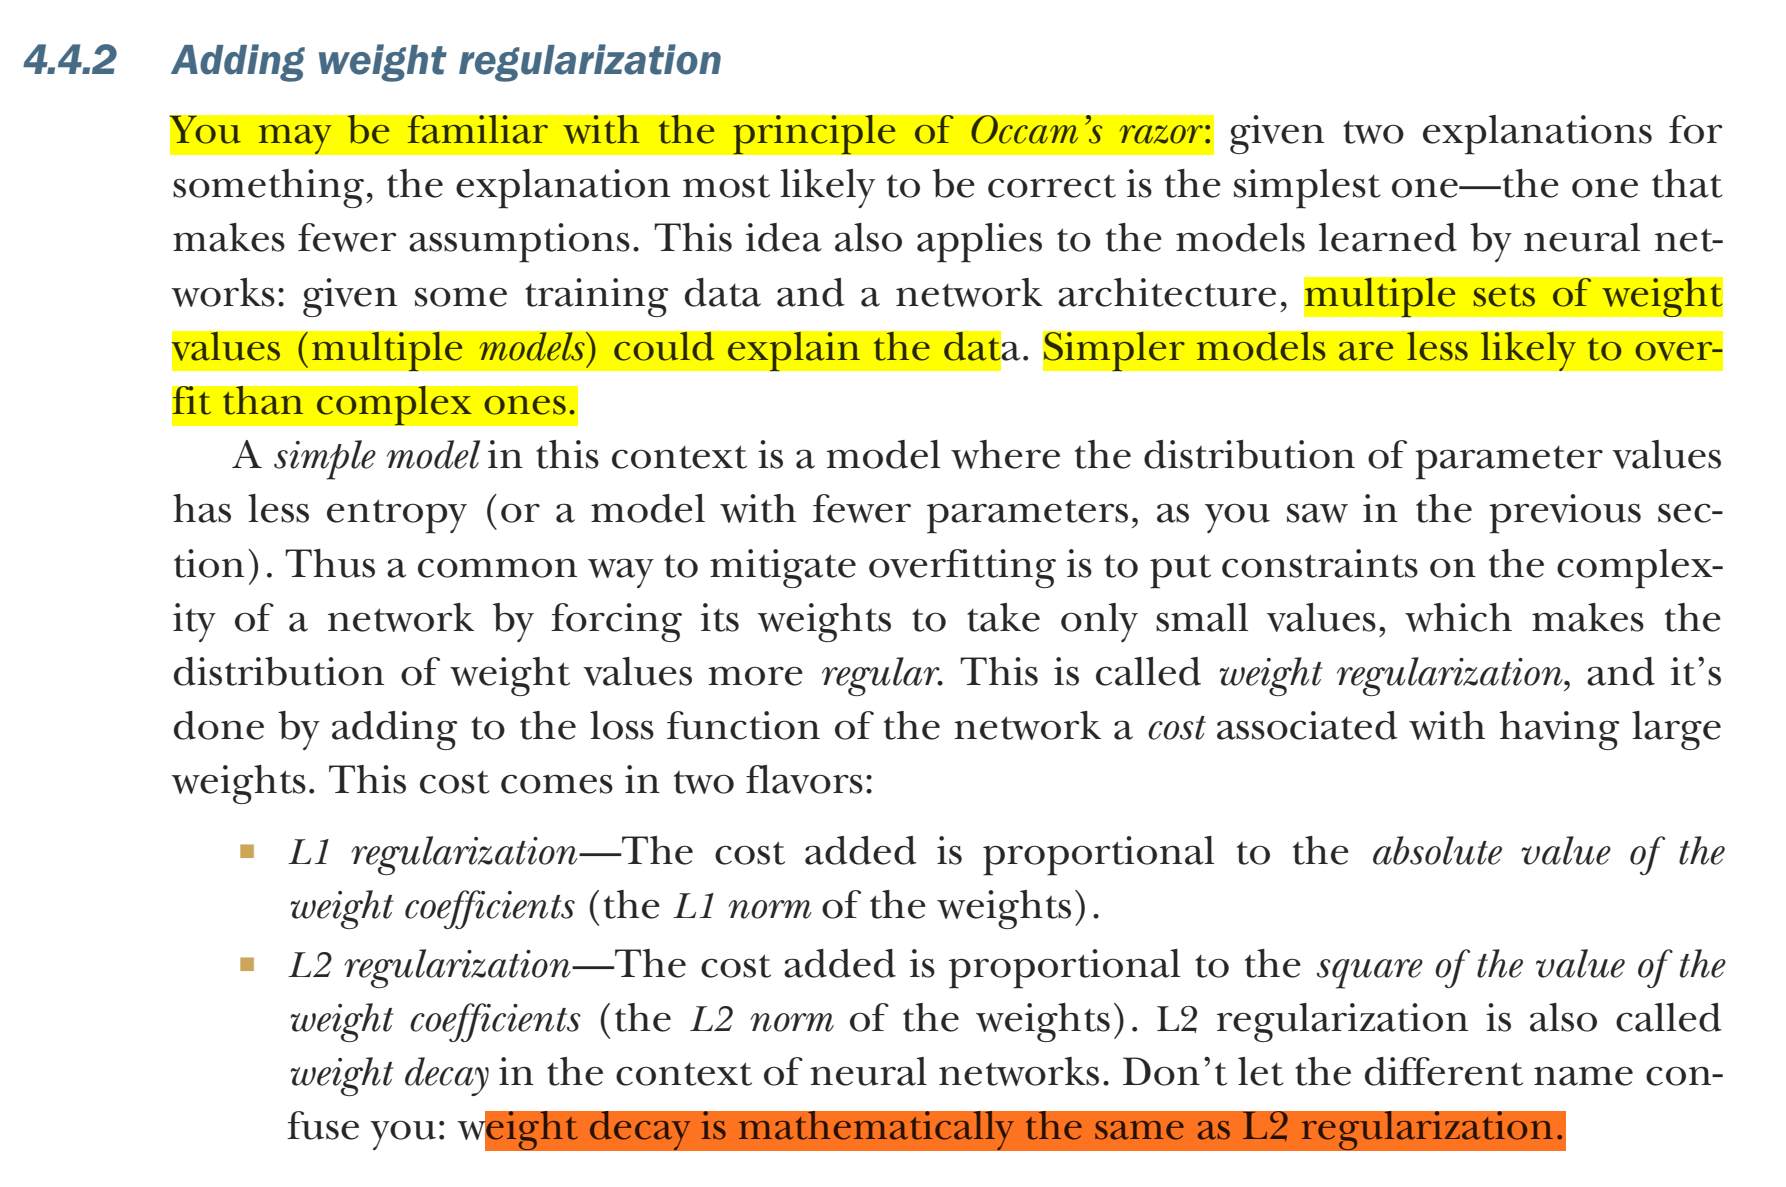 4.4.2 Adding weight regularization
You may be familiar with the principle of Occam's razor: given two explanations for
something, the explanation most likely to be correct is the simplest one—the one that
makes fewer assumptions. This idea also applies to the models learned by neural net-
works: given some training data and a network architecture, multiple sets of weight
values (multiple models) could explain the data. Simpler models are less likely to over-
fit than complex ones.
A simple model in this context is a model where the distribution of parameter values
has less entropy (or a model with fewer parameters, as you saw in the previous sec-
tion). Thus a common way to mitigate overfitting is to put constraints on the complex-
ity of a network by forcing its weights to take only small values, which makes the
distribution of weight values more regular. This is called weight regularization, and it's
done by adding to the loss function of the network a cost associated with having large
weights. This cost comes in two flavors:
■ L1 regularization—The cost added is proportional to the absolute value of the
weight coefficients (the L1 norm of the weights).
■ L2 regularization—The cost added is proportional to the square of the value of the
weight coefficients (the L2 norm of the weights). L2 regularization is also called
weight decay in the context of neural networks. Don't let the different name con-
fuse you: weight decay is mathematically the same as L2 regularization.